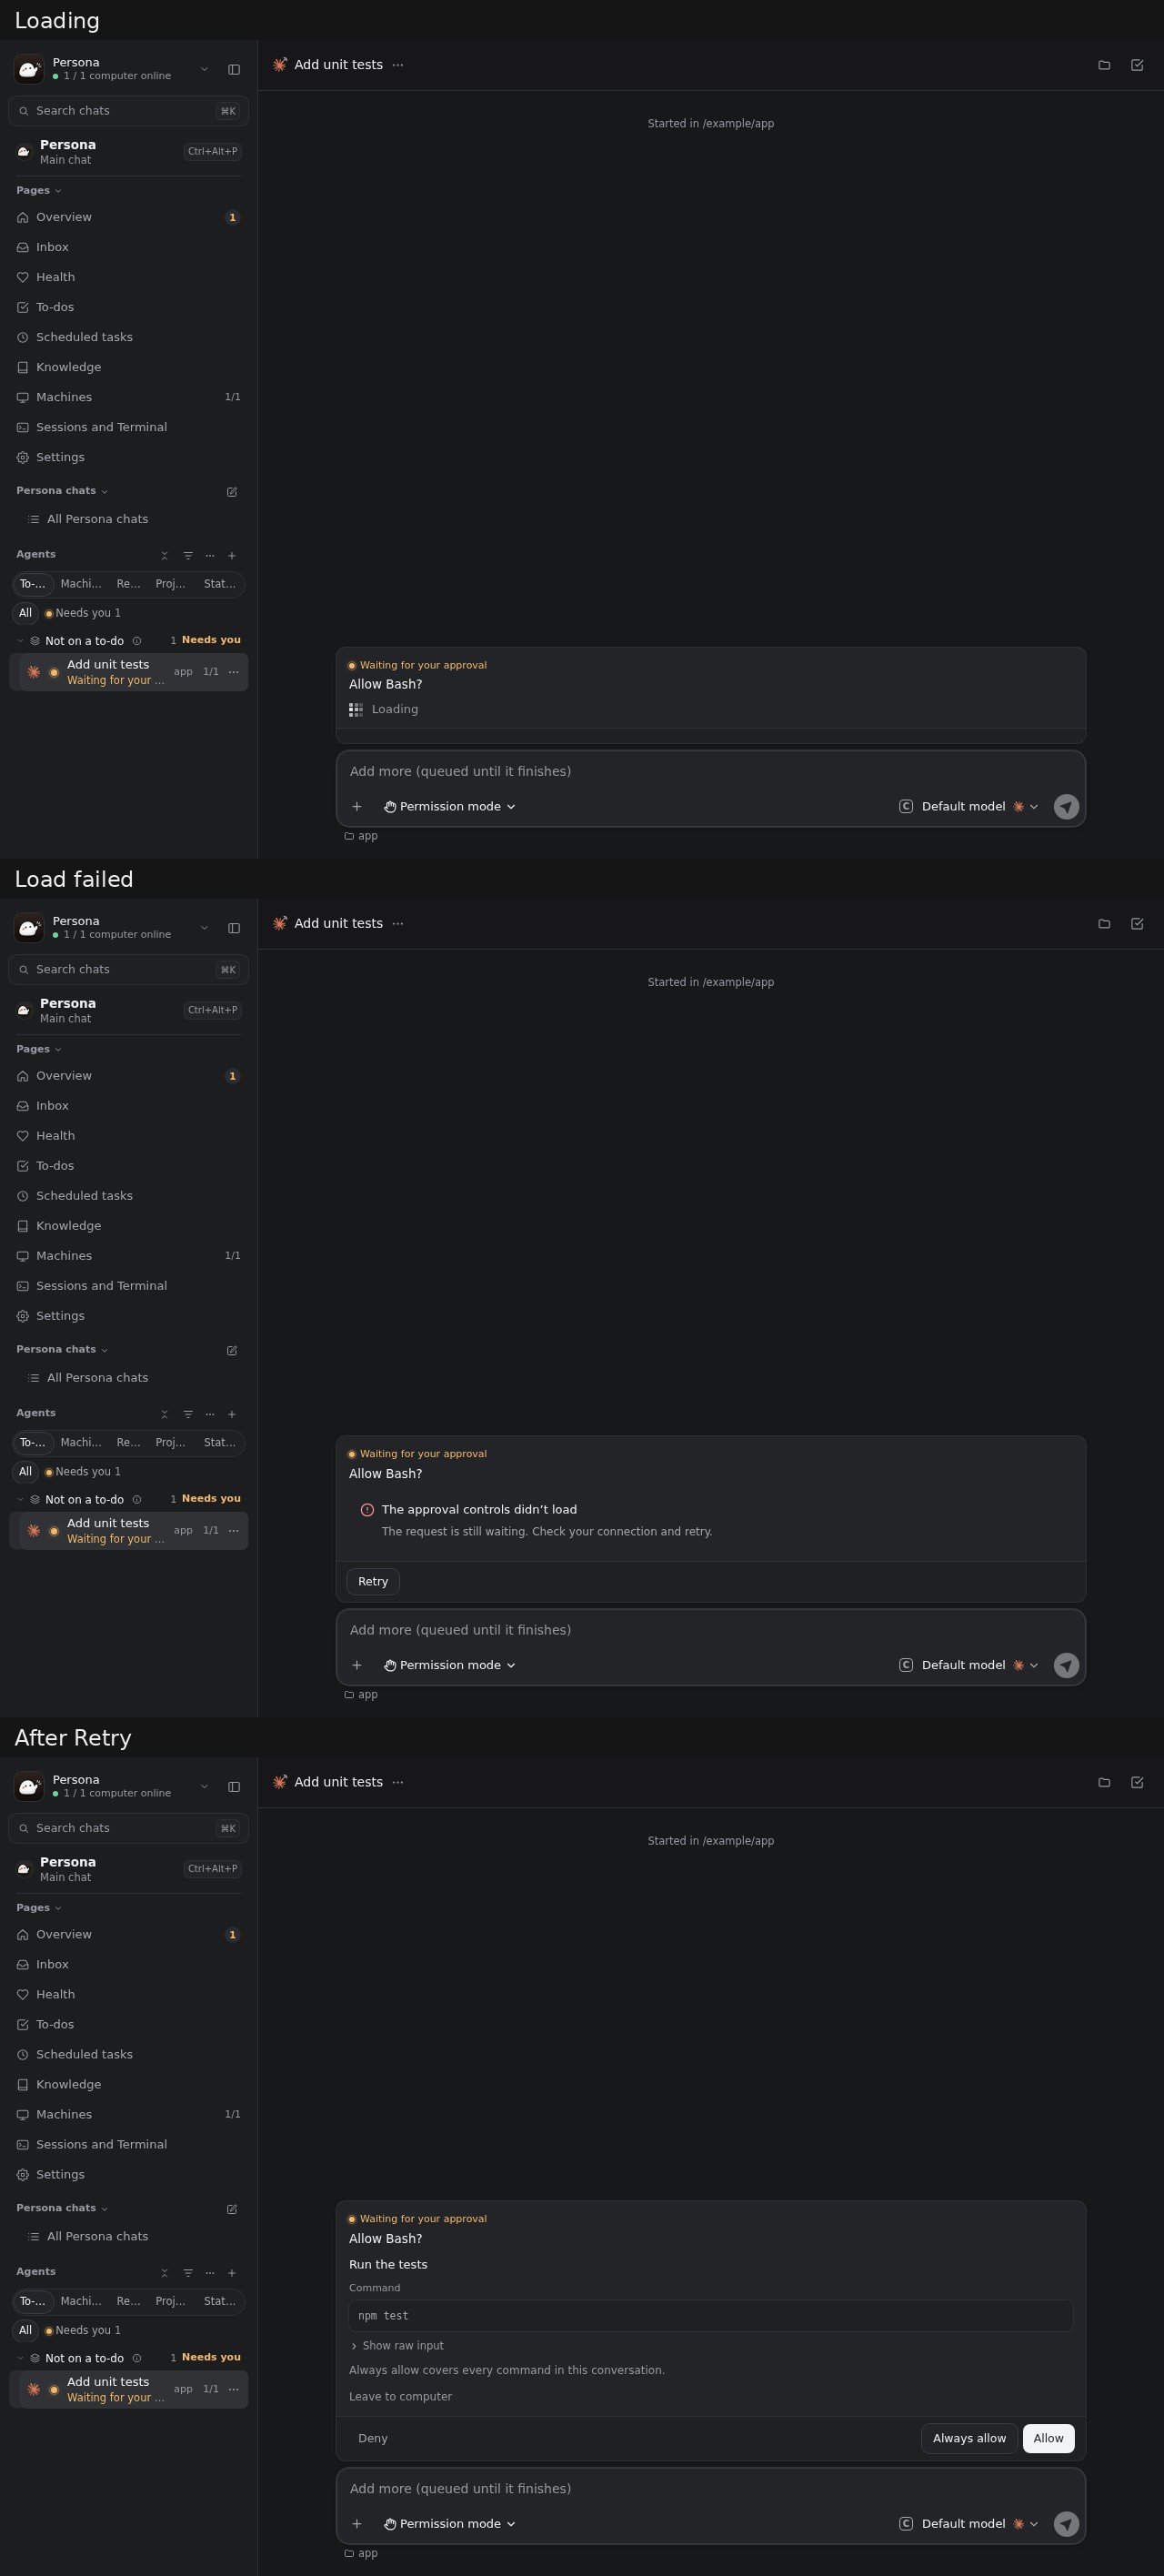 Loading
Persona
1 / 1 computer online
Search chats
⌘K
Persona
Main chat
Ctrl+Alt+P
Pages
Overview
1
Inbox
Health
To-dos
Scheduled tasks
Knowledge
Machines
1/1
Sessions and Terminal
Settings
Persona chats
All Persona chats
Agents
To-...
Machi...
Re...
Proj...
Stat...
All
Needs you 1
Not on a to-do
1 Needs you
Add unit tests
Waiting for your ...
app
1/1
Add unit tests
Started in /example/app
Waiting for your approval
Allow Bash?
Loading
Add more (queued until it finishes)
Permission mode
C
Default model
app
Load failed
Persona
1 / 1 computer online
Search chats
⌘K
Persona
Main chat
Ctrl+Alt+P
Pages
Overview
1
Inbox
Health
To-dos
Scheduled tasks
Knowledge
Machines
1/1
Sessions and Terminal
Settings
Persona chats
All Persona chats
Agents
To-...
Machi...
Re...
Proj...
Stat...
All
Needs you 1
Not on a to-do
1 Needs you
Add unit tests
Waiting for your ...
app
1/1
Add unit tests
Started in /example/app
Waiting for your approval
Allow Bash?
The approval controls didn’t load
The request is still waiting. Check your connection and retry.
Retry
Add more (queued until it finishes)
Permission mode
C
Default model
app
After Retry
Persona
1 / 1 computer online
Search chats
⌘K
Persona
Main chat
Ctrl+Alt+P
Pages
Overview
1
Inbox
Health
To-dos
Scheduled tasks
Knowledge
Machines
1/1
Sessions and Terminal
Settings
Persona chats
All Persona chats
Agents
To-...
Machi...
Re...
Proj...
Stat...
All
Needs you 1
Not on a to-do
1 Needs you
Add unit tests
Waiting for your ...
app
1/1
Add unit tests
Started in /example/app
Waiting for your approval
Allow Bash?
Run the tests
Command
npm test
Show raw input
Always allow covers every command in this conversation.
Leave to computer
Deny
Always allow
Allow
Add more (queued until it finishes)
Permission mode
C
Default model
app